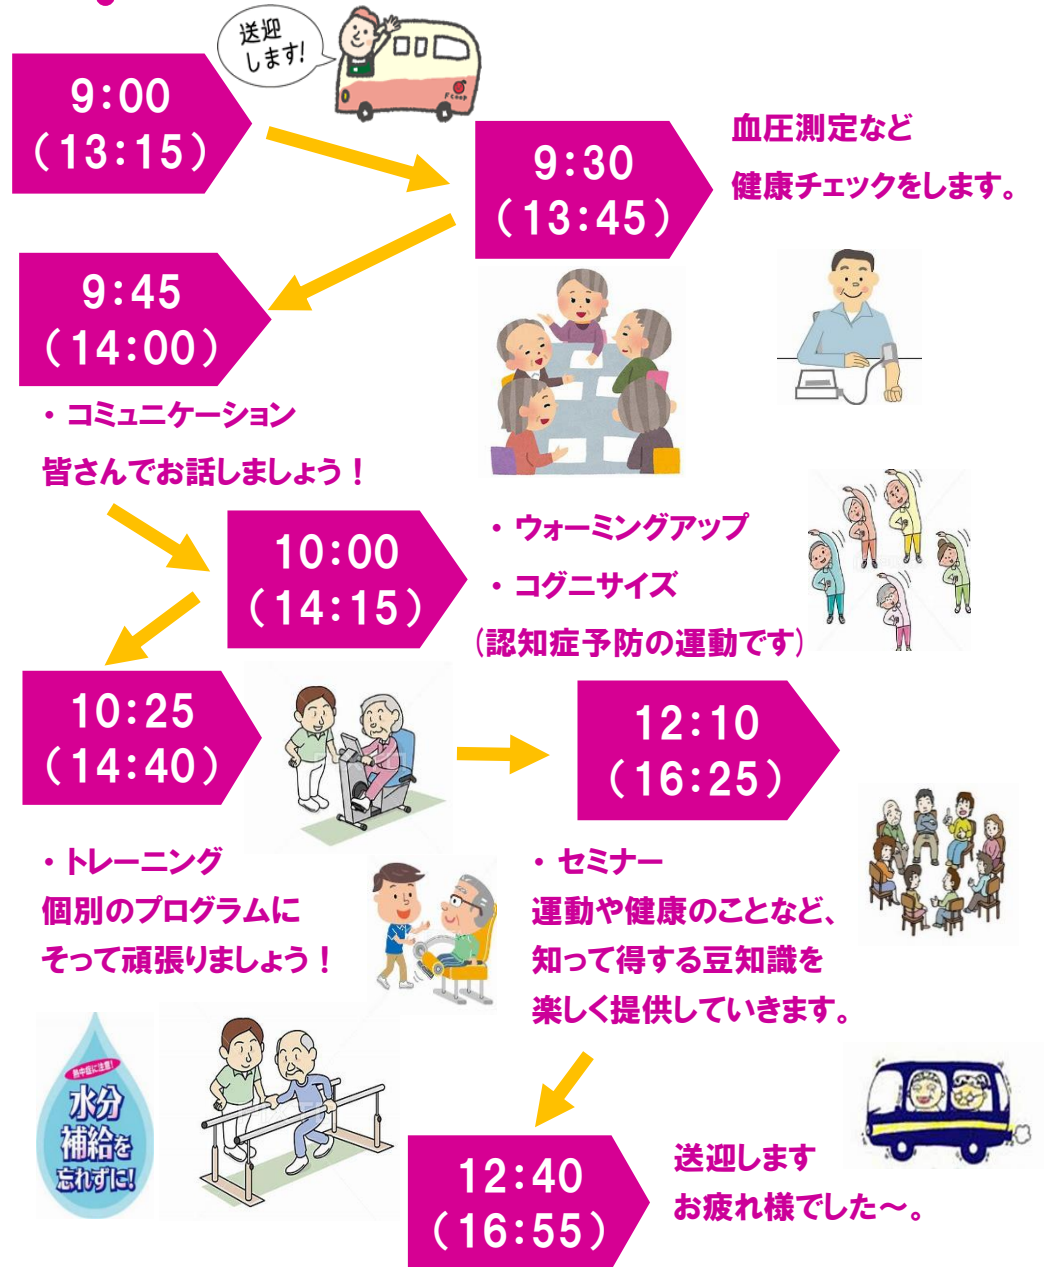 送迎
します!
F coop
9:00
(13:15)
9:30
(13:45)
血圧測定など
健康チェックをします。
9:45
(14:00)
・コミュニケーション
皆さんでお話しましょう！
10:00
(14:15)
・ウォーミングアップ
・コグニサイズ
(認知症予防の運動です)
10:25
(14:40)
・トレーニング
個別のプログラムに
そって頑張りましょう！
12:10
(16:25)
・セミナー
運動や健康のことなど、
知って得する豆知識を
楽しく提供していきます。
熱中症に注意!
水分
補給を
忘れずに!
12:40
(16:55)
送迎します
お疲れ様でした～。